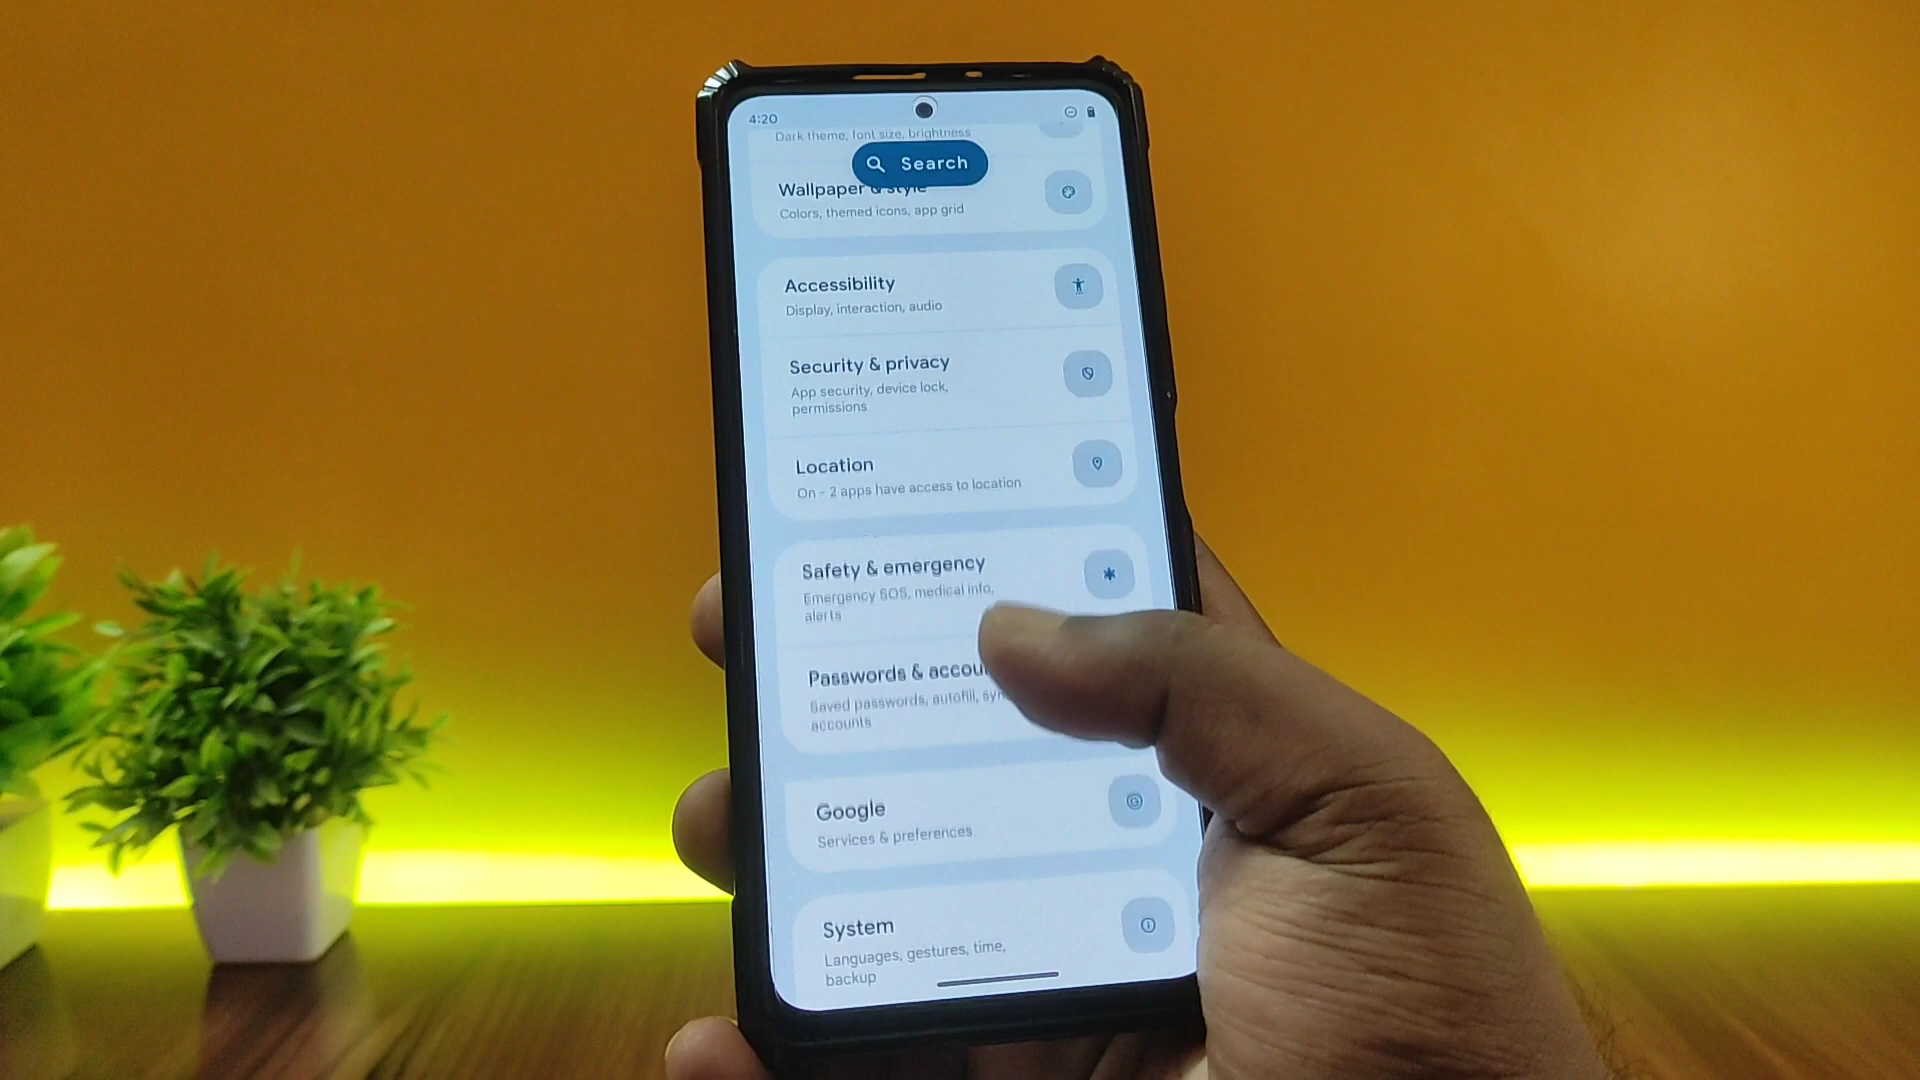 4:20
Dark theme, font size, brightness
Search
Wallpaper & style
Colors, themed icons, app grid
Accessibility
Display, interaction, audio
Security & privacy
App security, device lock,
permissions
Location
On - 2 apps have access to location
Safety & emergency
Emergency SOS, medical info,
alerts
Passwords &
Saved passwords, autofill,
accounts
Google
Services & preferences
System
Languages, gestures, time,
backup